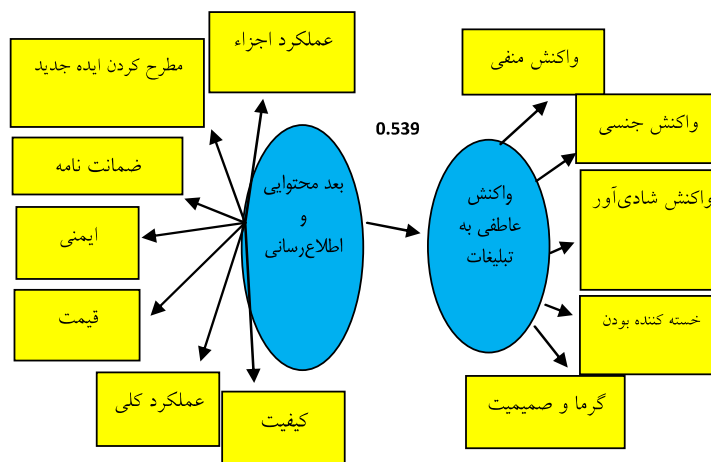 عملکرد اجزاء
مطرح کردن ایده جدید
ضمانت نامه
ایمنی
قیمت
عملکرد کلی
کیفیت
بعد محتوایی
و
اطلاع‌رسانی
0.539
واکنش
عاطفی به
تبلیغات
واکنش منفی
واکنش جنسی
واکنش شادی‌آور
خسته کننده بودن
گرما و صمیمیت